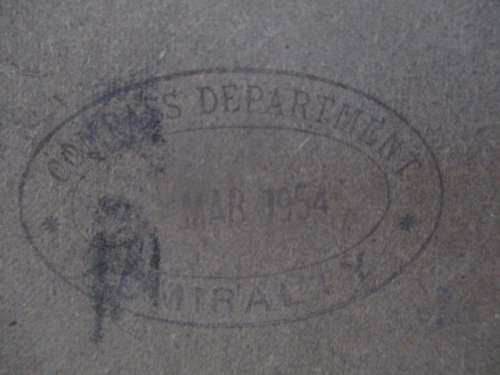 COMPASS DEPARTMENT
MAR 1954
ADMIRALTY